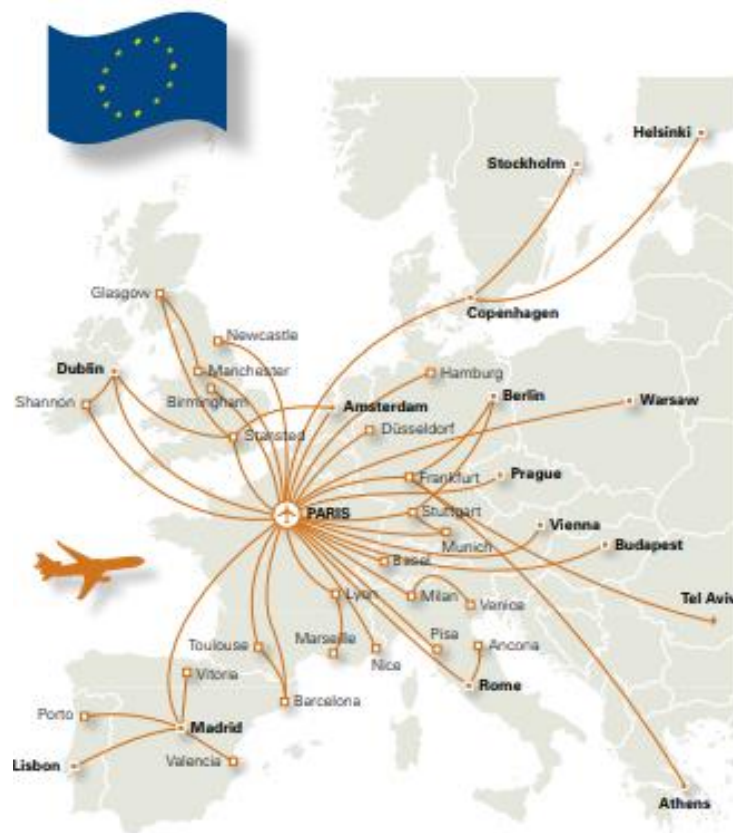 Helsinki
Stockholm
Glasgow
Copenhagen
Newcastle
Dublin
Manchester
Hamburg
Shannon
Birmingham
Amsterdam
Berlin
Warsaw
Stansted
Düsseldorf
Frankfurt
Prague
PARIS
Stuttgart
Vienna
Munich
Budapest
Basel
Lyon
Milan
Venice
Tel Aviv
Toulouse
Marseille
Nice
Pisa
Ancona
Vitoria
Rome
Porto
Barcelona
Madrid
Lisbon
Valencia
Athens